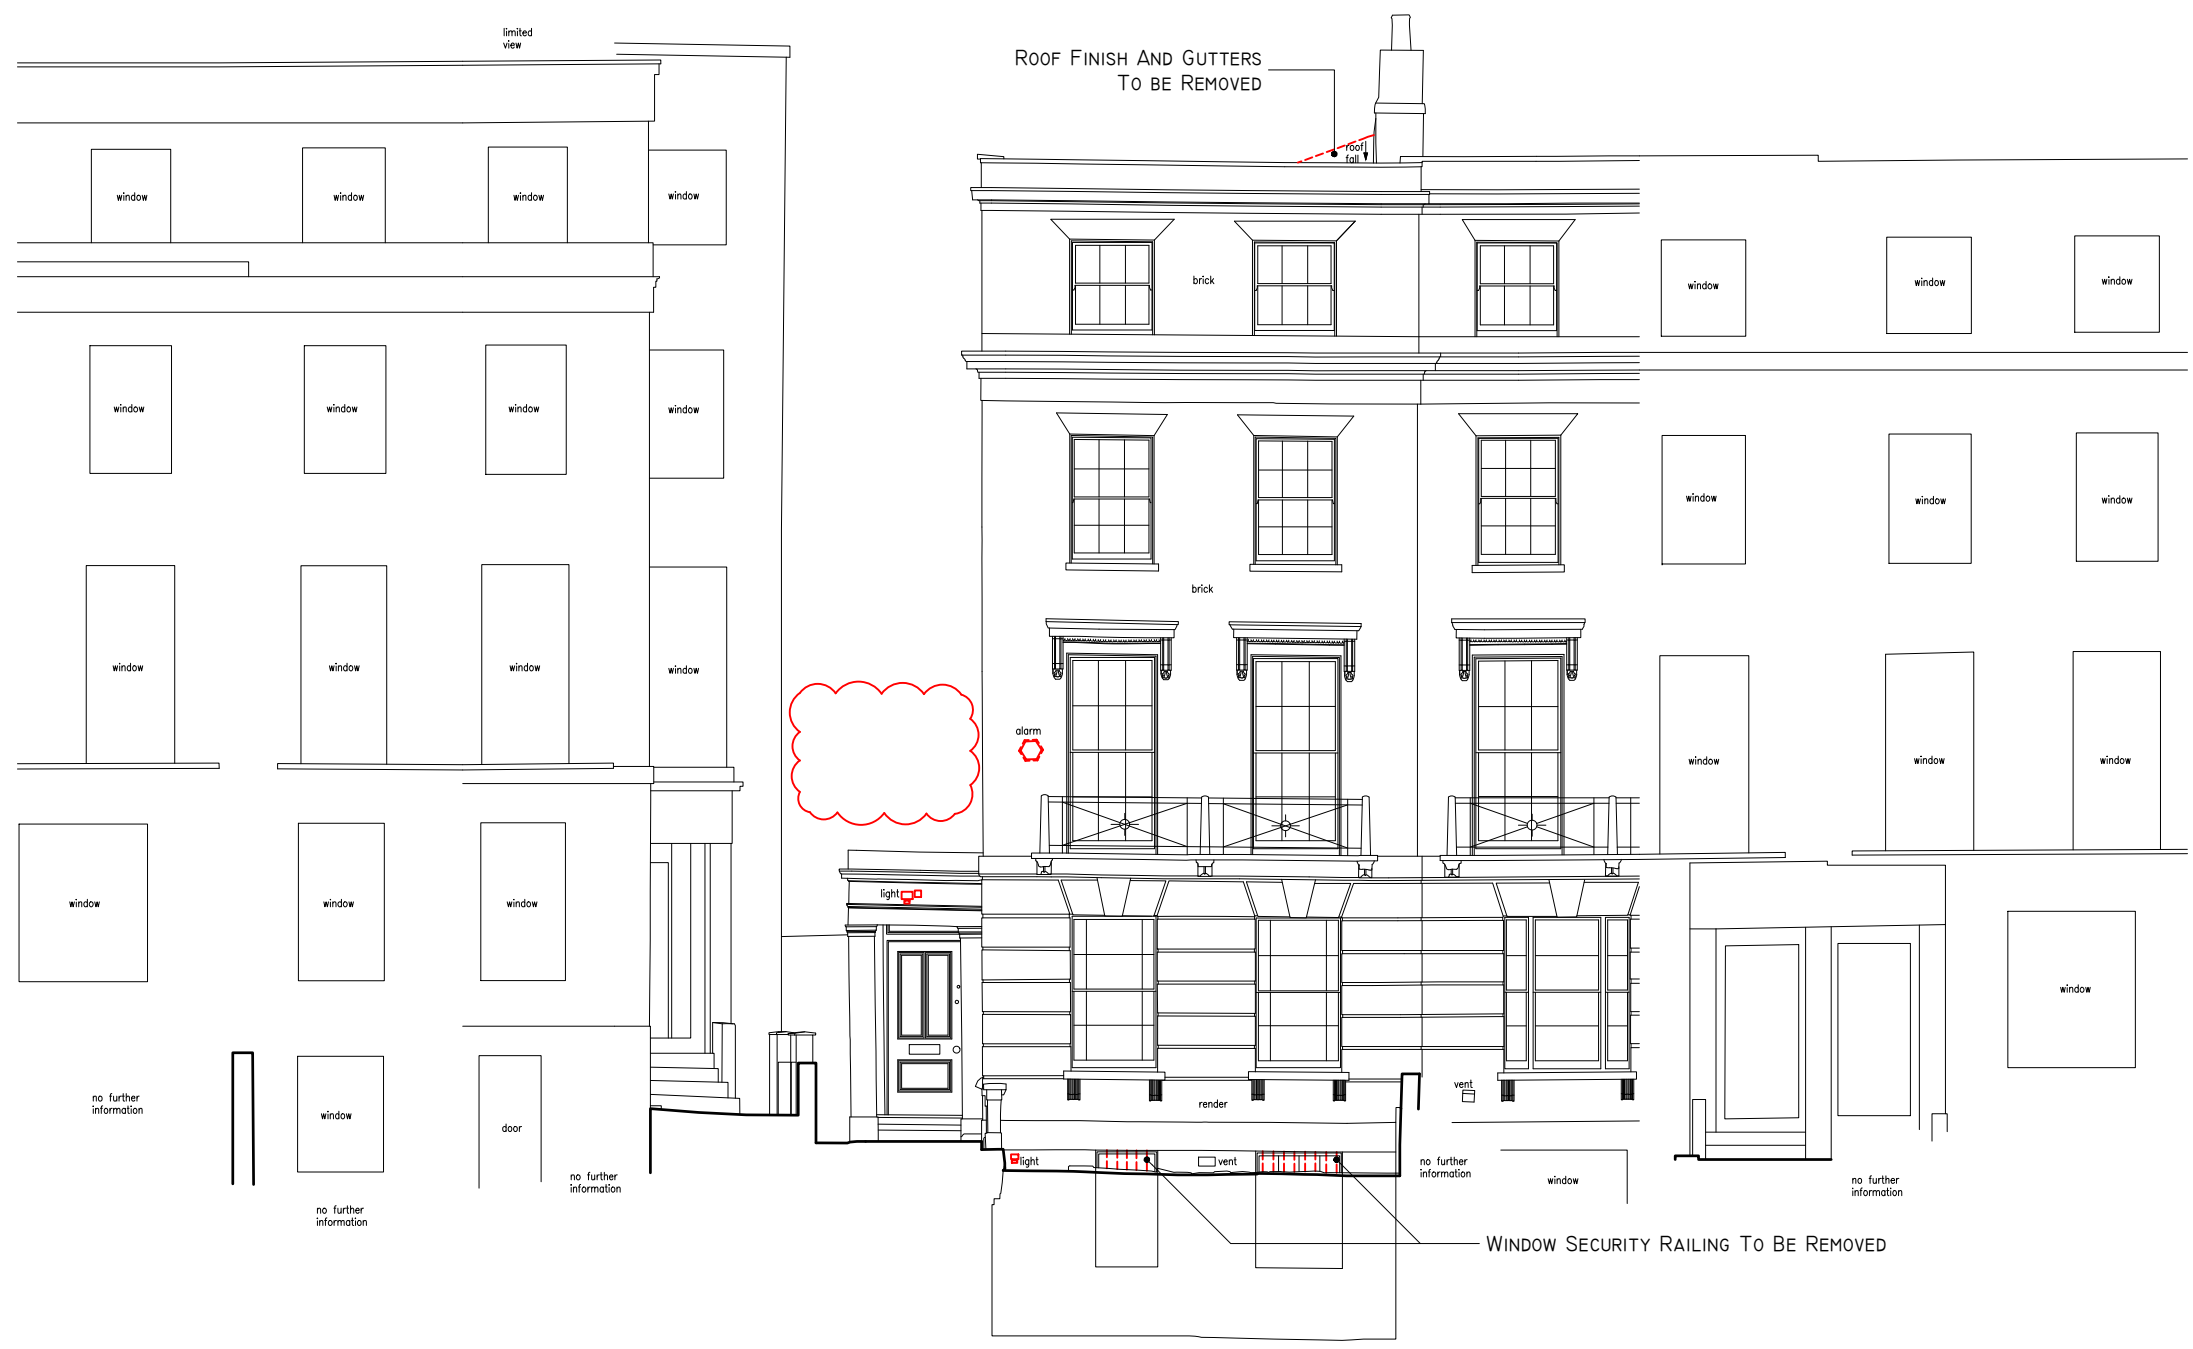 limited
view
ROOF FINISH AND GUTTERS
TO BE REMOVED
roof
fall
window
window
window
window
brick
window
window
window
window
window
window
window
window
window
window
brick
window
window
window
window
alarm
window
window
window
light
window
window
window
window
no further
information
window
door
no further
information
no further
information
render
vent
light
vent
no further
information
window
no further
information
WINDOW SECURITY RAILING TO BE REMOVED